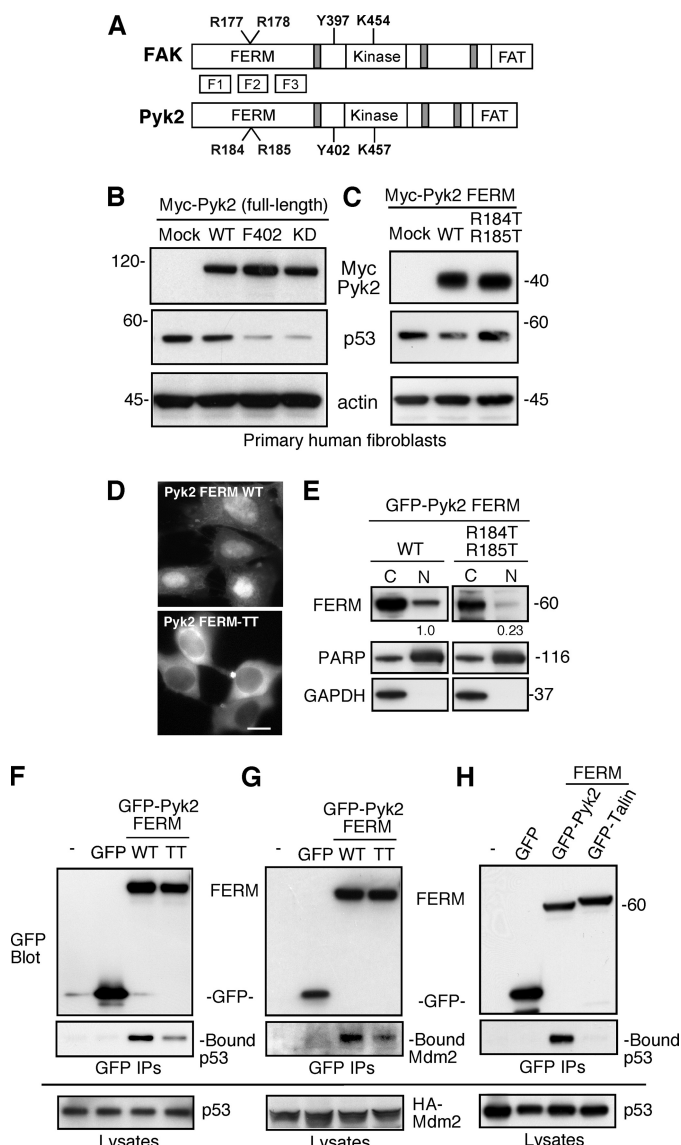 A
R177 R178 Y397 K454
FAK FERM Kinase FAT
F1 F2 F3
Pyk2 FERM Kinase FAT
R184 R185 Y402 K457
B
Myc-Pyk2 (full-length)
Mock WT F402 KD
120-
60-
45-
C
Myc-Pyk2 FERM
Mock WT R184T
R185T
Myc
Pyk2
-40
-60
p53
actin
-45
Primary human fibroblasts
D
Pyk2 FERM WT
Pyk2 FERM-TT
E
GFP-Pyk2 FERM
WT R184T
R185T
C N C N
FERM -60
1.0 0.23
PARP -116
GAPDH -37
F
GFP-Pyk2
FERM
- GFP WT TT
GFP
Blot
FERM
-GFP-
-Bound
p53
GFP IPs
p53
Lysates
G
GFP-Pyk2
FERM
- GFP WT TT
FERM
-GFP-
-Bound
Mdm2
GFP IPs
HA-
Mdm2
Lysates
H
FERM
- GFP GFP-Pyk2 GFP-Talin
-60
-Bound
p53
GFP IPs
p53
Lysates